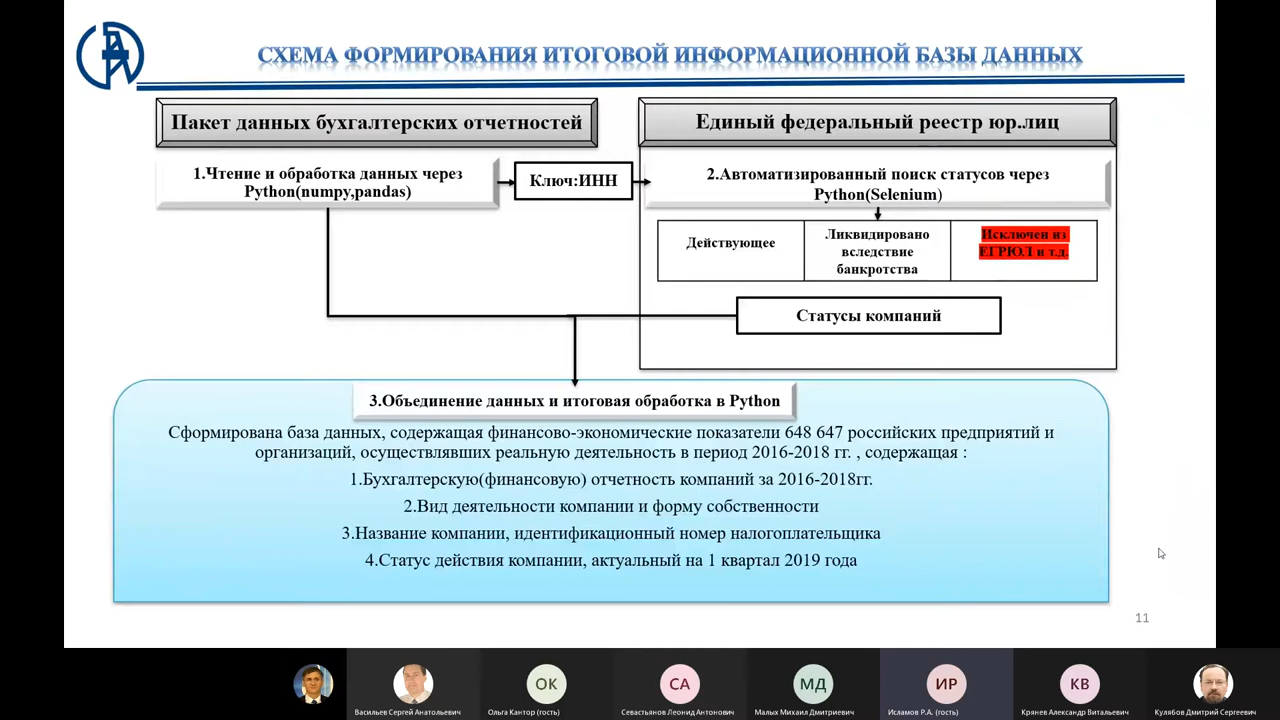 СХЕМА ФОРМИРОВАНИЯ ИТОГОВОЙ ИНФОРМАЦИОННОЙ БАЗЫ ДАННЫХ
Пакет данных бухгалтерских отчетностей
Единый федеральный реестр юр.лиц
1.Чтение и обработка данных через
Python(numpy,pandas)
Ключ:ИНН
2.Автоматизированный поиск статусов через
Python(Selenium)
Действующее
Ликвидировано
вследствие
банкротства
Исключен из
ЕГРЮЛ и т.д.
Статусы компаний
3.Объединение данных и итоговая обработка в Python
Сформирована база данных, содержащая финансово-экономические показатели 648 647 российских предприятий и
организаций, осуществлявших реальную деятельность в период 2016-2018 гг. , содержащая :
1.Бухгалтерскую(финансовую) отчетность компаний за 2016-2018гг.
2.Вид деятельности компании и форму собственности
3.Название компании, идентификационный номер налогоплательщика
4.Статус действия компании, актуальный на 1 квартал 2019 года
11
ОК
СА
МД
ИР
КВ
Васильев Сергей Анатольевич
Ольга Кантор (гость)
Севастьянов Леонид Антонович
Малых Михаил Дмитриевич
Исламов Р.А. (гость)
Крянев Александр Витальевич
Кулябов Дмитрий Сергеевич